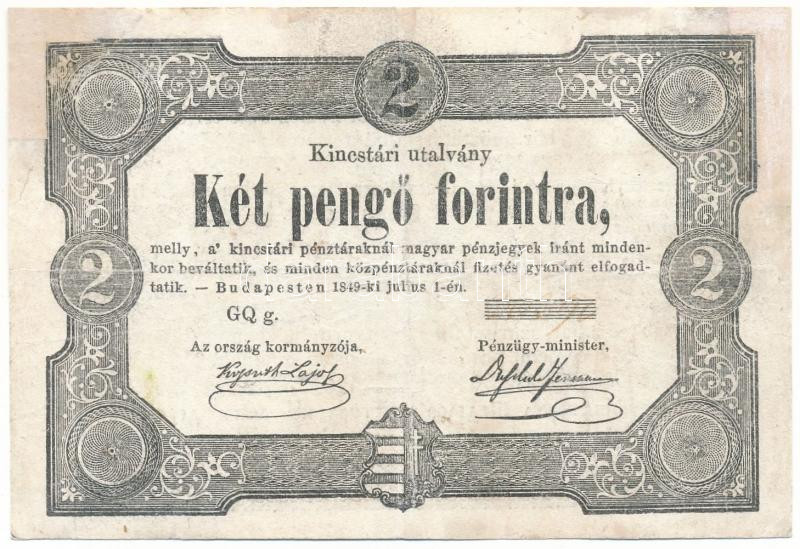 2
Kincstári utalvány
Két pengő forintra,
melly, a' kincstári pénztáraknál magyar pénzjegyek iránt minden-
kor beváltatik, és minden közpénztáraknál fizetés gyanánt elfogad-
tatik. — Budapesten 1849-ki julius 1-én.
2 2
GQ g.
Az ország kormányzója, Pénzügy-minister,
Kossuth Lajos